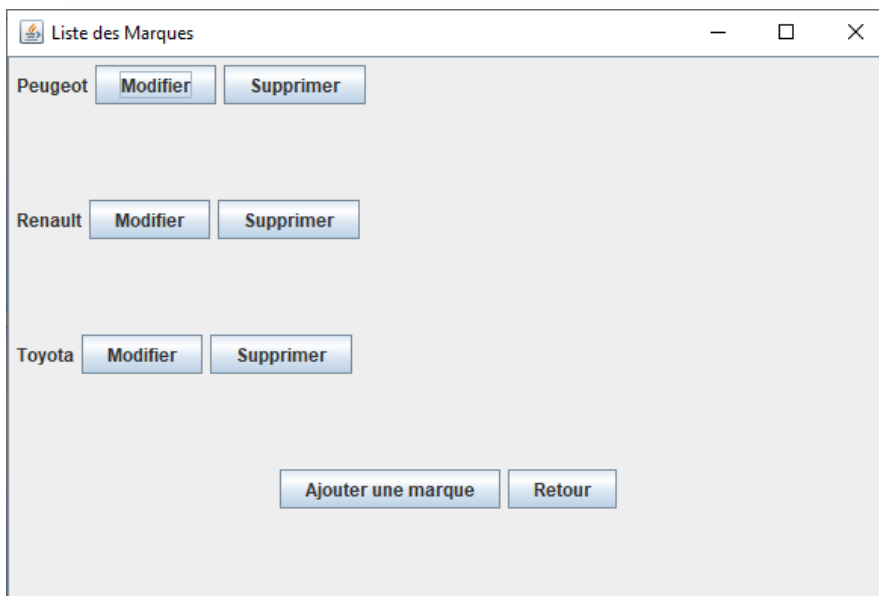 Liste des Marques
Peugeot Modifier Supprimer
Renault Modifier Supprimer
Toyota Modifier Supprimer
Ajouter une marque Retour